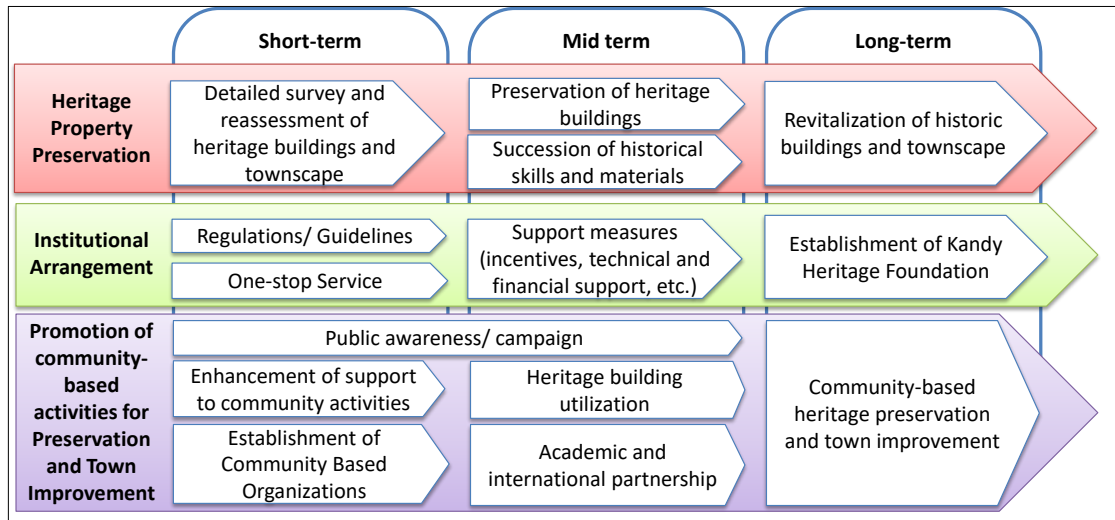 Short-term
Mid term
Long-term
Heritage
Property
Preservation
Detailed survey and
reassessment of
heritage buildings and
townscape
Preservation of heritage
buildings
Succession of historical
skills and materials
Revitalization of historic
buildings and townscape
Institutional
Arrangement
Regulations/ Guidelines
One-stop Service
Support measures
(incentives, technical and
financial support, etc.)
Establishment of Kandy
Heritage Foundation
Promotion of
community-
based
activities for
Preservation
and Town
Improvement
Public awareness/ campaign
Enhancement of support
to community activities
Establishment of
Community Based
Organizations
Heritage building
utilization
Academic and
international partnership
Community-based
heritage preservation
and town improvement